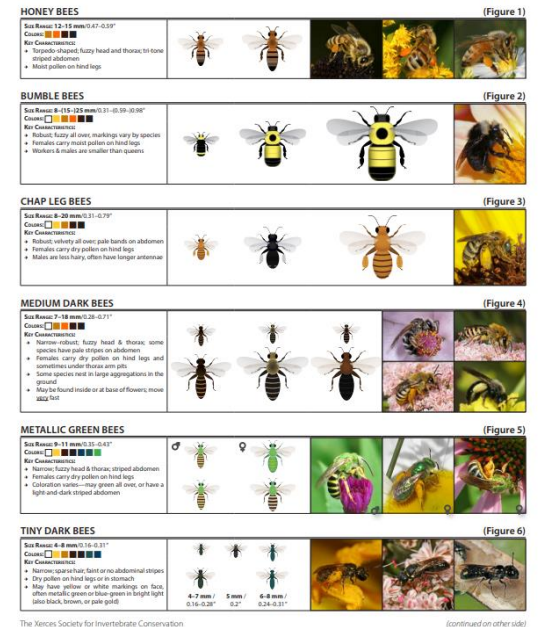 HONEY BEES (Figure 1)
SIZE RANGE: 12–15 mm/0.47–0.59"
COLORS:
KEY CHARACTERISTICS:
Torpedo-shaped; fuzzy head and thorax; tri-tone
striped abdomen
Moist pollen on hind legs
BUMBLE BEES (Figure 2)
SIZE RANGE: 8–(15–)25 mm/0.31–(0.59–)0.98"
COLORS:
KEY CHARACTERISTICS:
Robust; fuzzy all over, markings vary by species
Females carry moist pollen on hind legs
Workers & males are smaller than queens
CHAP LEG BEES (Figure 3)
SIZE RANGE: 8–20 mm/0.31–0.79"
COLORS:
KEY CHARACTERISTICS:
Robust; velvety all over; pale bands on abdomen
Females carry dry pollen on hind legs
Males are less hairy, often have longer antennae
MEDIUM DARK BEES (Figure 4)
SIZE RANGE: 7–18 mm/0.28–0.71"
COLORS:
KEY CHARACTERISTICS:
Narrow–robust; fuzzy head & thorax; some
species have pale stripes on abdomen
Females carry dry pollen on hind legs and
sometimes under thorax arm pits
Some species nest in large aggregations in the
ground
May be found inside or at base of flowers; move
very fast
METALLIC GREEN BEES (Figure 5)
SIZE RANGE: 9–11 mm/0.35–0.43"
COLORS:
KEY CHARACTERISTICS:
Narrow; fuzzy head & thorax; striped abdomen
Females carry dry pollen on hind legs
Coloration varies—may green all over, or have a
light-and-dark striped abdomen
♂ ♀
♂ ♀ ♀
TINY DARK BEES (Figure 6)
SIZE RANGE: 4–8 mm/0.16–0.31"
COLORS:
KEY CHARACTERISTICS:
Narrow; sparse hair; faint or no abdominal stripes
Dry pollen on hind legs or in stomach
May have yellow or white markings on face,
often metallic green or blue-green in bright light
(also black, brown, or pale gold)
4–7 mm / 5 mm / 6–8 mm /
0.16–0.28" 0.2" 0.24–0.31"
The Xerces Society for Invertebrate Conservation (continued on other side)